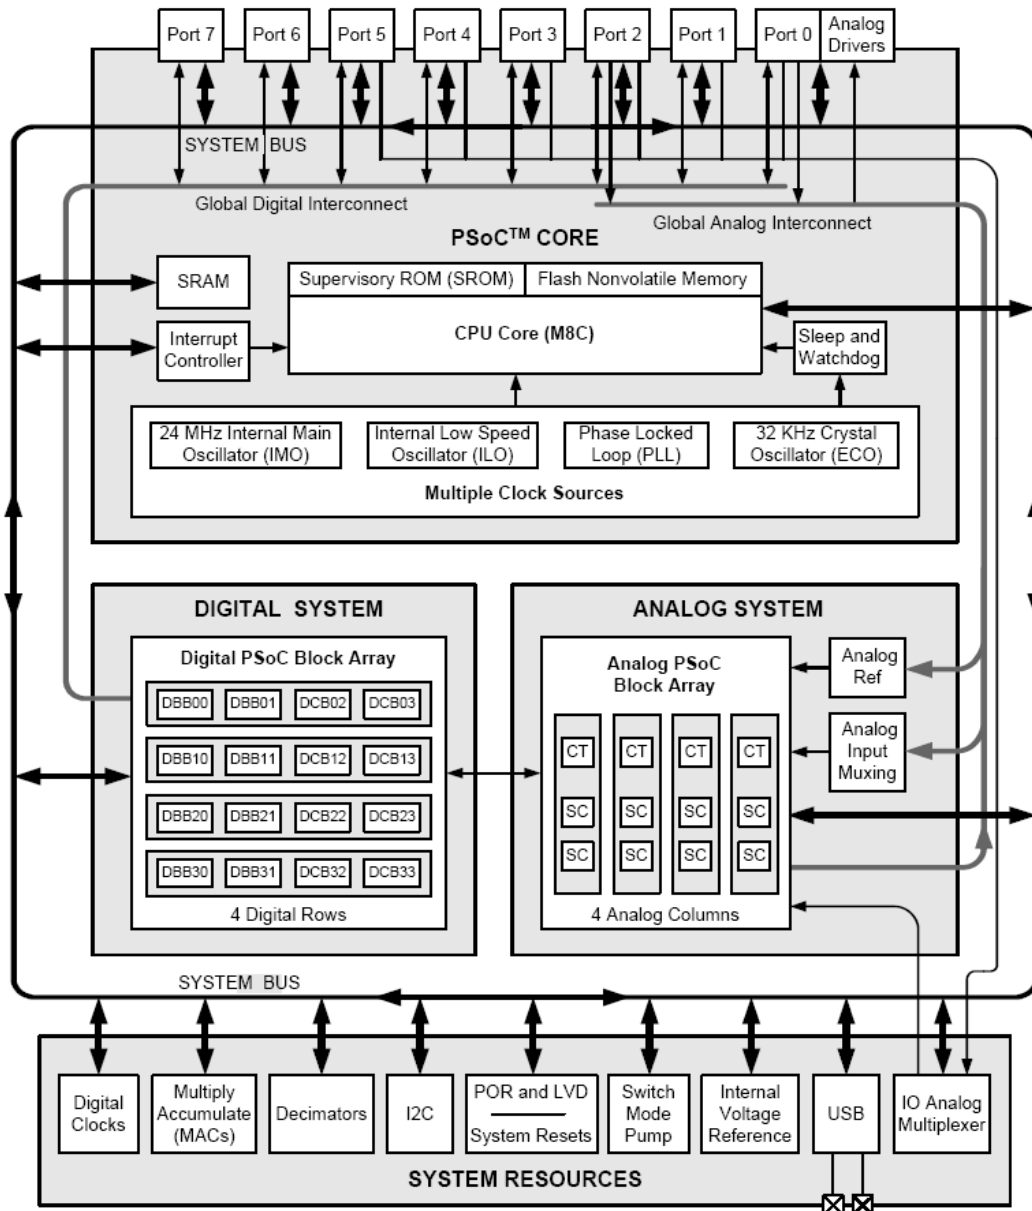 Port 7
Port 6
Port 5
Port 4
Port 3
Port 2
Port 1
Port 0
Analog
Drivers
SYSTEM BUS
Global Digital Interconnect
Global Analog Interconnect
PSoC™ CORE
SRAM
Supervisory ROM (SROM)
Flash Nonvolatile Memory
CPU Core (M8C)
Interrupt
Controller
Sleep and
Watchdog
24 MHz Internal Main
Oscillator (IMO)
Internal Low Speed
Oscillator (ILO)
Phase Locked
Loop (PLL)
32 KHz Crystal
Oscillator (ECO)
Multiple Clock Sources
DIGITAL SYSTEM
Digital PSoC Block Array
DBB00 DBB01 DCB02 DCB03
DBB10 DBB11 DCB12 DCB13
DBB20 DBB21 DCB22 DCB23
DBB30 DBB31 DCB32 DCB33
4 Digital Rows
ANALOG SYSTEM
Analog PSoC
Block Array
CT CT CT CT
SC SC SC SC
SC SC SC SC
4 Analog Columns
Analog
Ref
Analog
Input
Muxing
SYSTEM BUS
Digital
Clocks
Multiply
Accumulate
(MACs)
Decimators
I2C
POR and LVD
System Resets
Switch
Mode
Pump
Internal
Voltage
Reference
USB
IO Analog
Multiplexer
SYSTEM RESOURCES